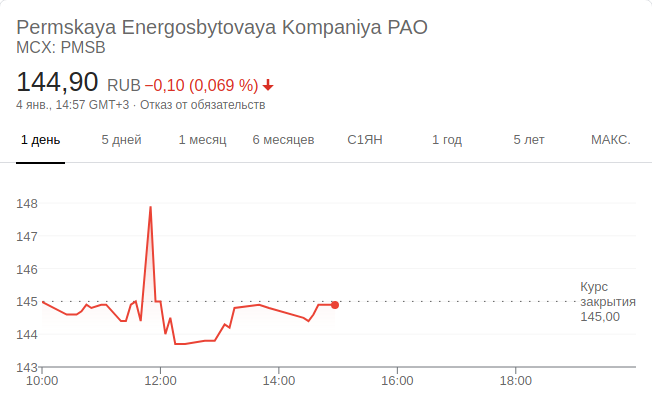 Permskaya Energosbytovaya Kompaniya PAO
MCX: PMSB
144,90 RUB −0,10 (0,069 %)
4 янв., 14:57 GMT+3 · Отказ от обязательств
1 день 5 дней 1 месяц 6 месяцев С1ЯН 1 год 5 лет МАКС.
148
147
146
145
144
143
Курс
закрытия
145,00
10:00 12:00 14:00 16:00 18:00